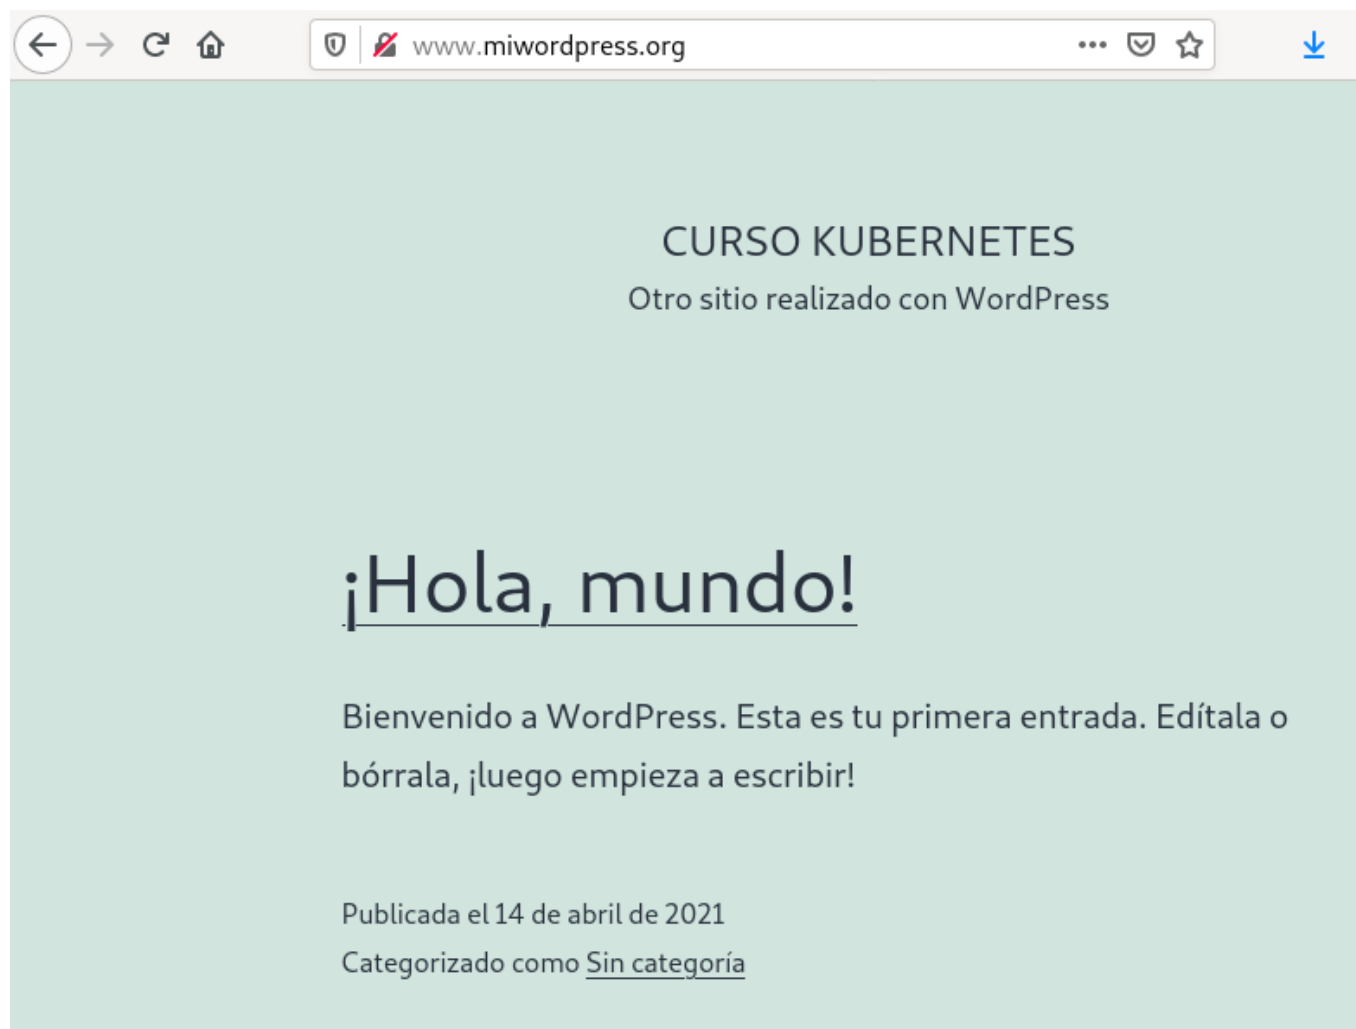 www.miwordpress.org
CURSO KUBERNETES
Otro sitio realizado con WordPress
¡Hola, mundo!
Bienvenido a WordPress. Esta es tu primera entrada. Edítala o
bórrala, ¡luego empieza a escribir!
Publicada el 14 de abril de 2021
Categorizado como Sin categoría